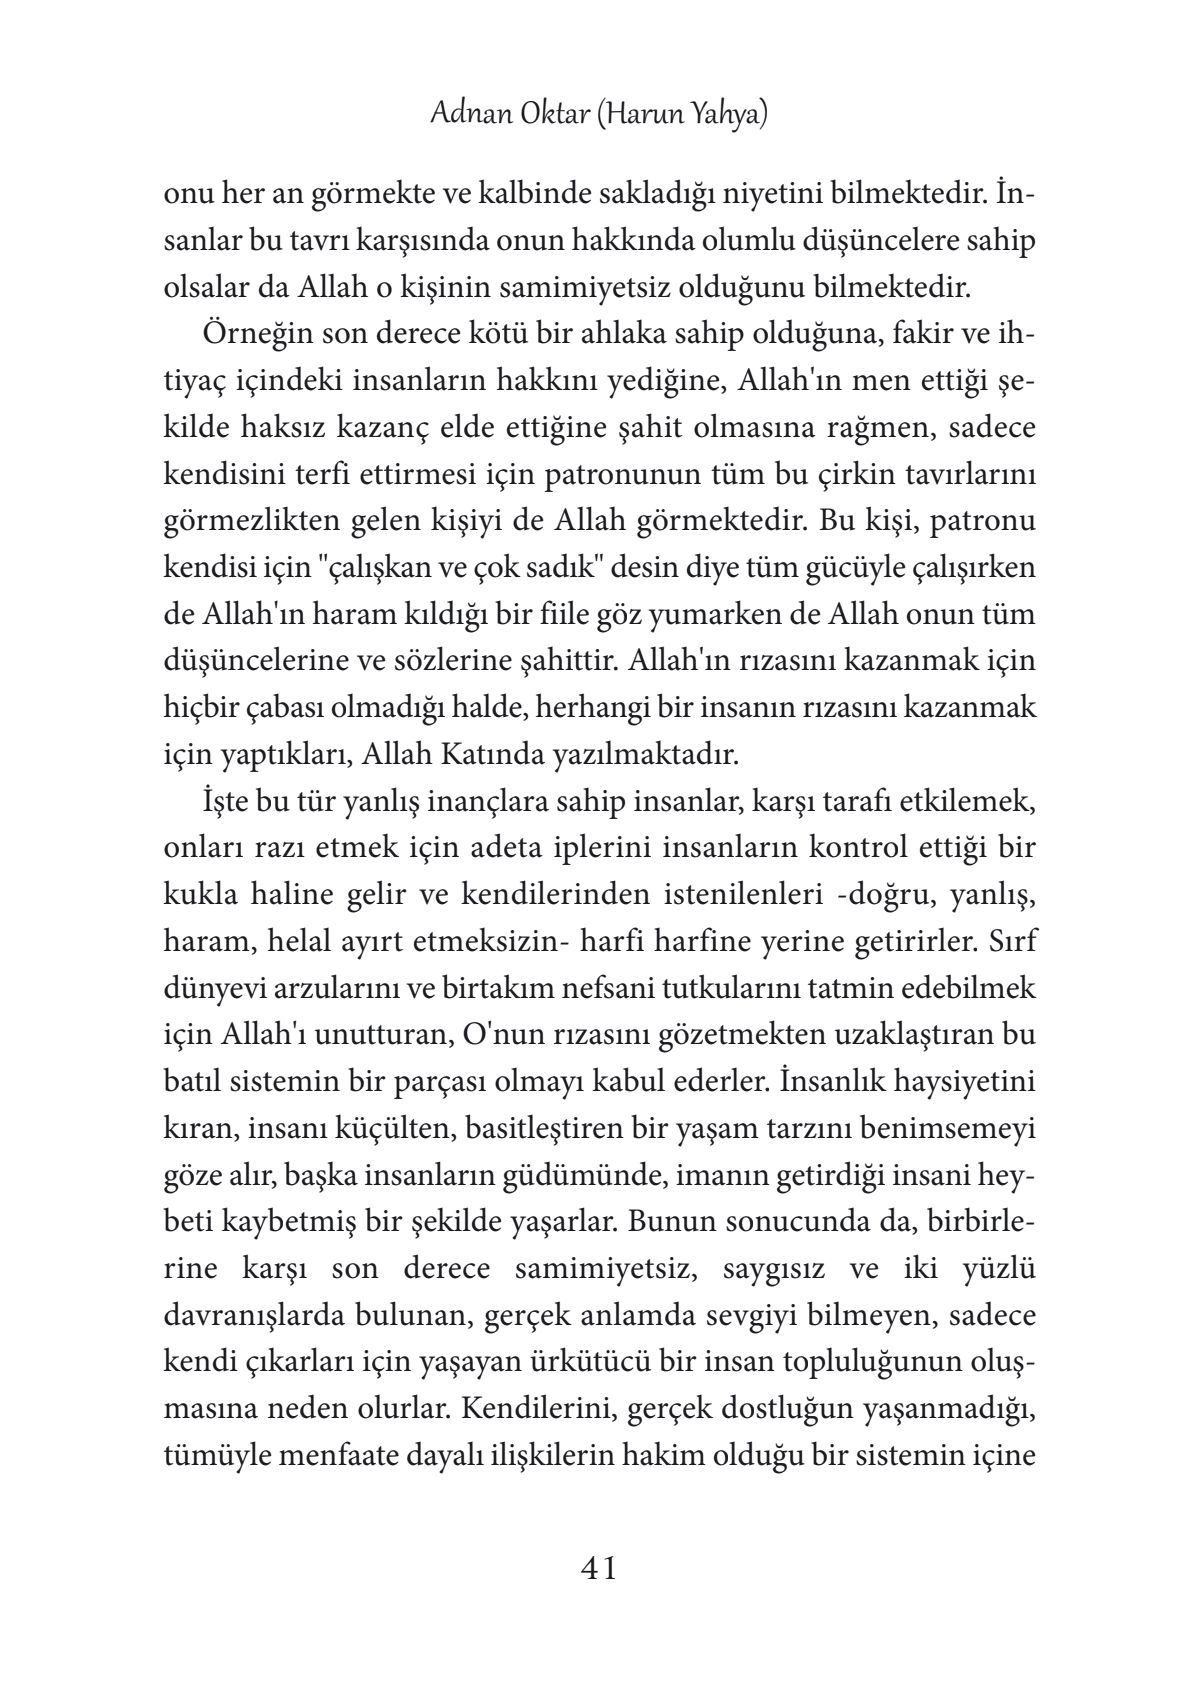 Adnan Oktar (Harun Yahya)
onu her an görmekte ve kalbinde sakladığı niyetini bilmektedir. İn-
sanlar bu tavrı karşısında onun hakkında olumlu düşüncelere sahip
olsalar da Allah o kişinin samimiyetsiz olduğunu bilmektedir.
Örneğin son derece kötü bir ahlaka sahip olduğuna, fakir ve ih-
tiyaç içindeki insanların hakkını yediğine, Allah'ın men ettiği şe-
kilde haksız kazanç elde ettiğine şahit olmasına rağmen, sadece
kendisini terfi ettirmesi için patronunun tüm bu çirkin tavırlarını
görmezlikten gelen kişiyi de Allah görmektedir. Bu kişi, patronu
kendisi için "çalışkan ve çok sadık" desin diye tüm gücüyle çalışırken
de Allah'ın haram kıldığı bir fiile göz yumarken de Allah onun tüm
düşüncelerine ve sözlerine şahittir. Allah'ın rızasını kazanmak için
hiçbir çabası olmadığı halde, herhangi bir insanın rızasını kazanmak
için yaptıkları, Allah Katında yazılmaktadır.
İşte bu tür yanlış inançlara sahip insanlar, karşı tarafı etkilemek,
onları razı etmek için adeta iplerini insanların kontrol ettiği bir
kukla haline gelir ve kendilerinden istenilenleri -doğru, yanlış,
haram, helal ayırt etmeksizin- harfi harfine yerine getirirler. Sırf
dünyevi arzularını ve birtakım nefsani tutkularını tatmin edebilmek
için Allah'ı unutturan, O'nun rızasını gözetmekten uzaklaştıran bu
batıl sistemin bir parçası olmayı kabul ederler. İnsanlık haysiyetini
kıran, insanı küçülten, basitleştiren bir yaşam tarzını benimsemeyi
göze alır, başka insanların güdümünde, imanın getirdiği insani hey-
beti kaybetmiş bir şekilde yaşarlar. Bunun sonucunda da, birbirle-
rine karşı son derece samimiyetsiz, saygısız ve iki yüzlü
davranışlarda bulunan, gerçek anlamda sevgiyi bilmeyen, sadece
kendi çıkarları için yaşayan ürkütücü bir insan topluluğunun oluş-
masına neden olurlar. Kendilerini, gerçek dostluğun yaşanmadığı,
tümüyle menfaate dayalı ilişkilerin hakim olduğu bir sistemin içine
41